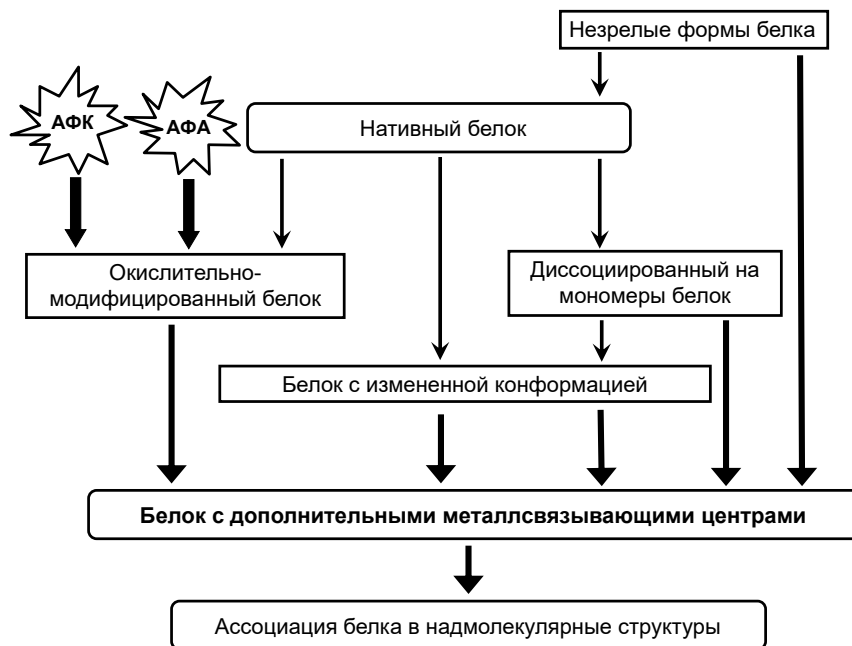 Незрелые формы белка
АФК
АФА
Нативный белок
Окислительно-
модифицированный белок
Диссоциированный на
мономеры белок
Белок с измененной конформацией
Белок с дополнительными металлсвязывающими центрами
Ассоциация белка в надмолекулярные структуры